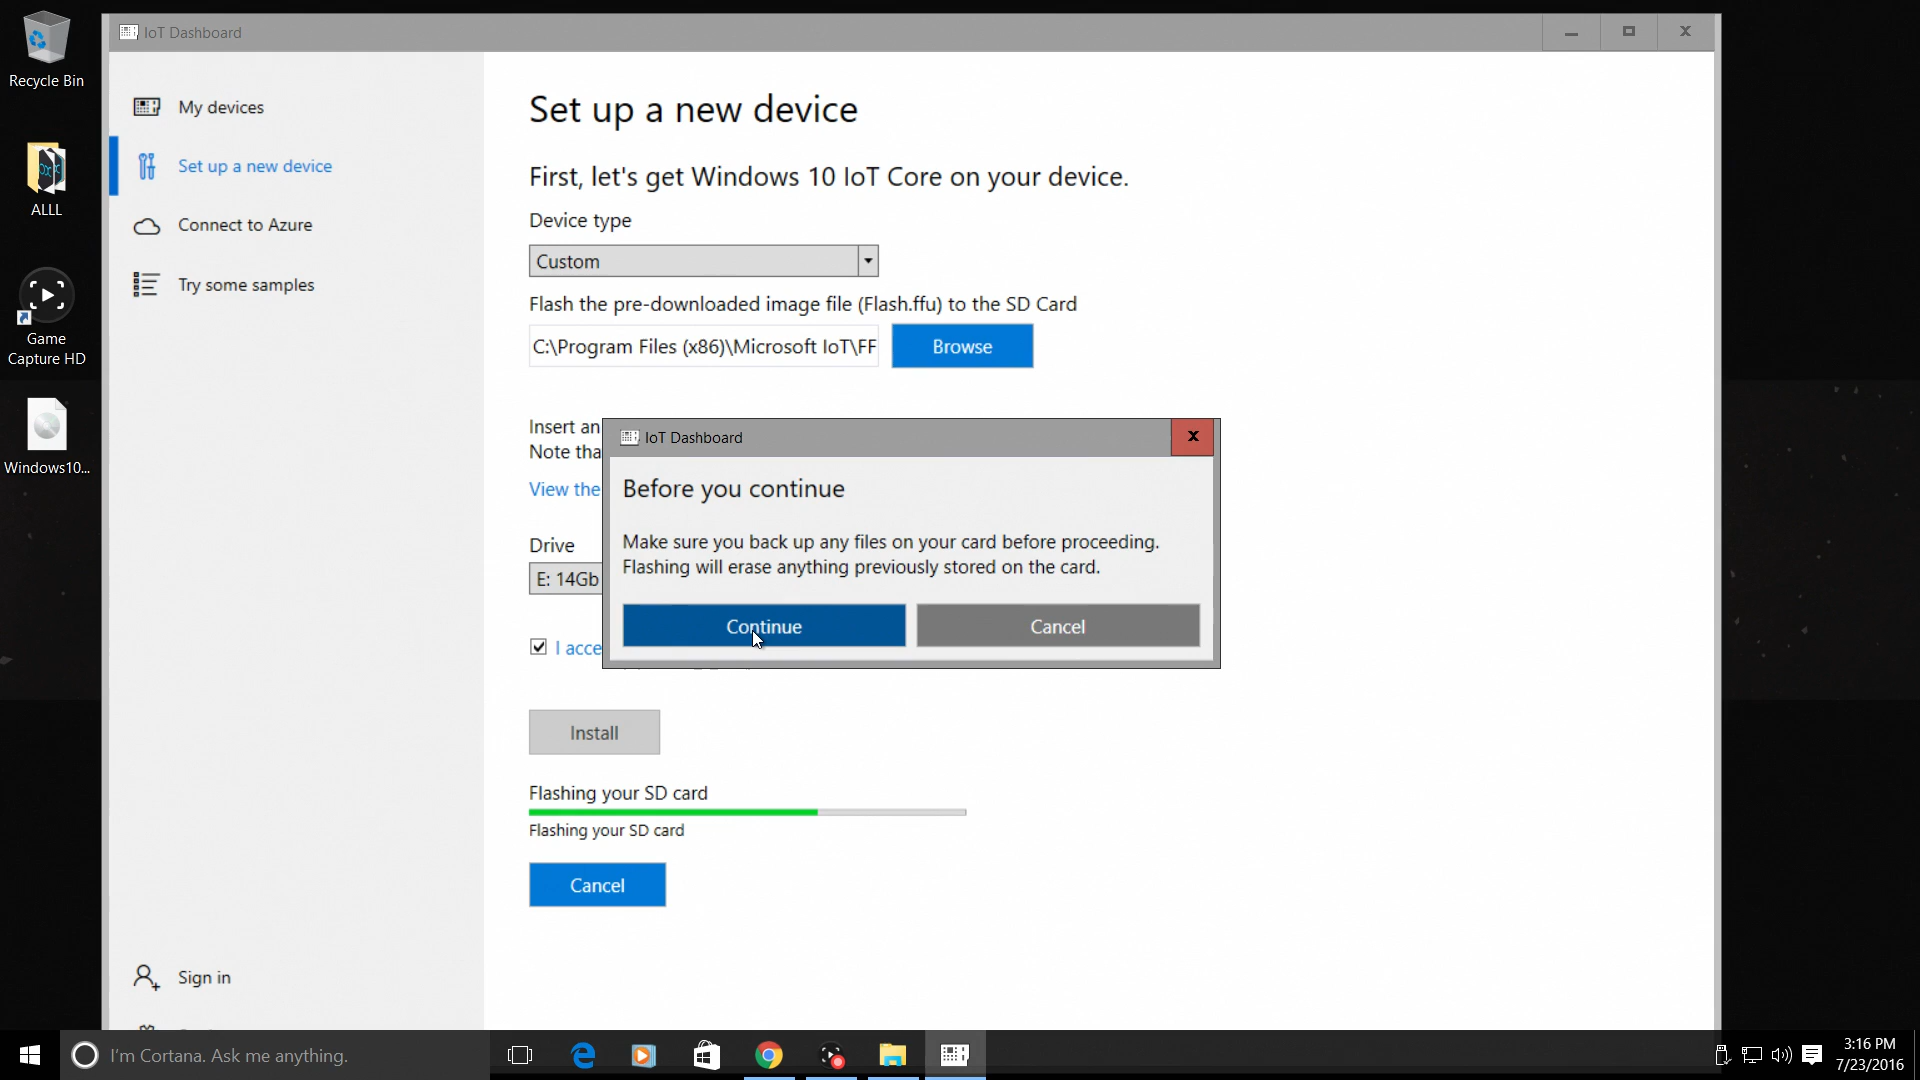 Recycle Bin
ALLL
Game
Capture HD
Windows10...
IoT Dashboard
My devices
Set up a new device
Connect to Azure
Try some samples
Sign in
Set up a new device
First, let's get Windows 10 IoT Core on your device.
Device type
Custom
Flash the pre-downloaded image file (Flash.ffu) to the SD Card
C:\Program Files (x86)\Microsoft IoT\FF
Browse
Insert an
Note tha
View the
Drive
E: 14Gb
I acce
IoT Dashboard
Before you continue
Make sure you back up any files on your card before proceeding.
Flashing will erase anything previously stored on the card.
Continue
Cancel
Install
Flashing your SD card
Flashing your SD card
Cancel
I'm Cortana. Ask me anything.
3:16 PM
7/23/2016